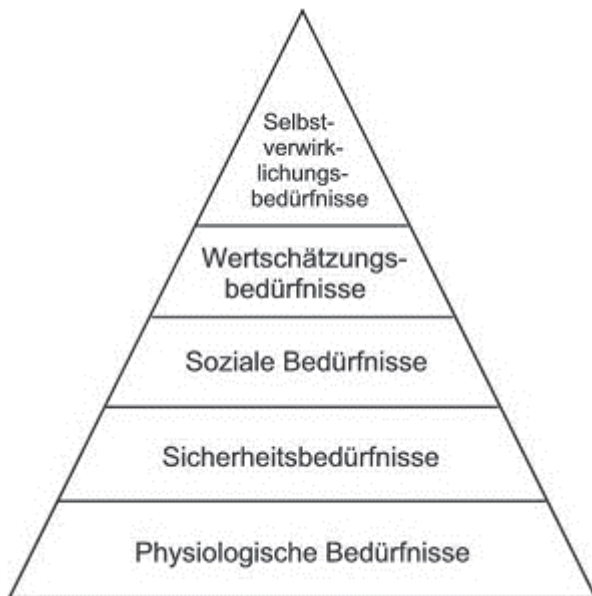 Selbst-
verwirk-
lichungs-
bedürfnisse
Wertschätzungs-
bedürfnisse
Soziale Bedürfnisse
Sicherheitsbedürfnisse
Physiologische Bedürfnisse